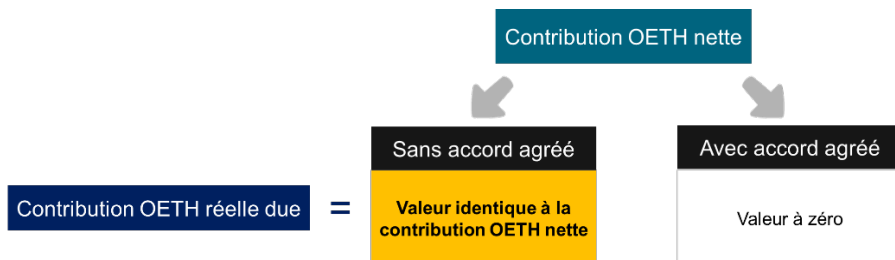 Contribution OETH nette
Sans accord agréé
Avec accord agréé
Contribution OETH réelle due
=
Valeur identique à la
contribution OETH nette
Valeur à zéro